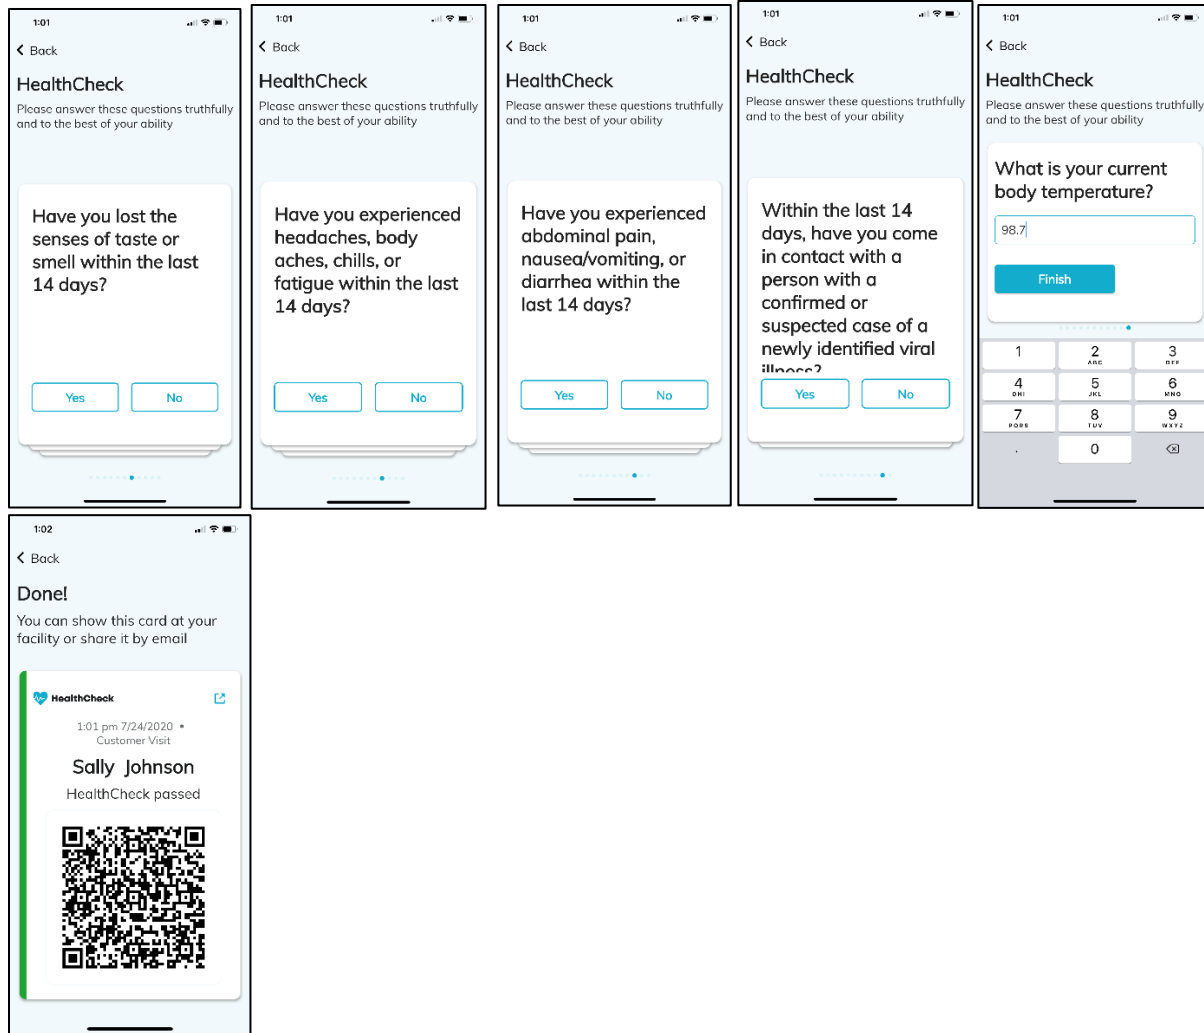 1:01
Back
HealthCheck
Please answer these questions truthfully
and to the best of your ability
Have you lost the
senses of taste or
smell within the last
14 days?
Yes No
1:01
Back
HealthCheck
Please answer these questions truthfully
and to the best of your ability
Have you experienced
headaches, body
aches, chills, or
fatigue within the last
14 days?
Yes No
1:01
Back
HealthCheck
Please answer these questions truthfully
and to the best of your ability
Have you experienced
abdominal pain,
nausea/vomiting, or
diarrhea within the
last 14 days?
Yes No
1:01
Back
HealthCheck
Please answer these questions truthfully
and to the best of your ability
Within the last 14
days, have you come
in contact with a
person with a
confirmed or
suspected case of a
newly identified viral
illness?
Yes No
1:01
Back
HealthCheck
Please answer these questions truthfully
and to the best of your ability
What is your current
body temperature?
98.7
Finish
1 2 3
ABC DEF
4 5 6
GHI JKL MNO
7 8 9
PQRS TUV WXYZ
. 0
1:02
Back
Done!
You can show this card at your
facility or share it by email
HealthCheck
1:01 pm 7/24/2020 •
Customer Visit
Sally Johnson
HealthCheck passed